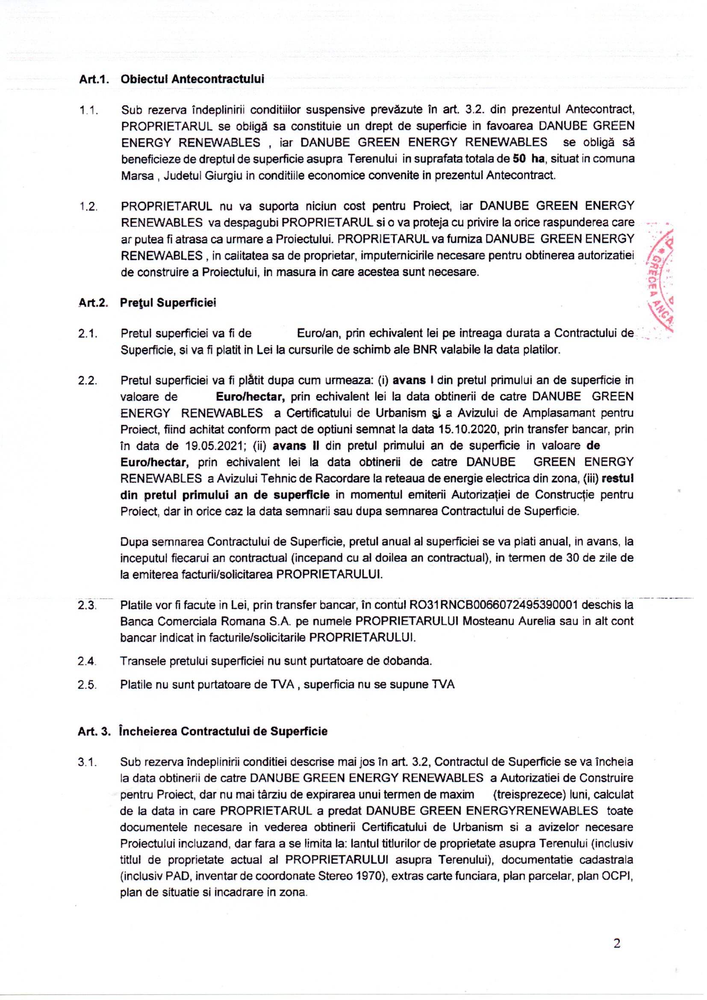 Art.1. Obiectul Antecontractului
1.1. Sub rezerva îndeplinirii conditiilor suspensive prevăzute în art. 3.2. din prezentul Antecontract,
PROPRIETARUL se obligă sa constituie un drept de superficie in favoarea DANUBE GREEN
ENERGY RENEWABLES , iar DANUBE GREEN ENERGY RENEWABLES se obligă să
beneficieze de dreptul de superficie asupra Terenului in suprafata totala de 50 ha, situat in comuna
Marsa , Judetul Giurgiu in conditiile economice convenite in prezentul Antecontract.
1.2. PROPRIETARUL nu va suporta niciun cost pentru Proiect, iar DANUBE GREEN ENERGY
RENEWABLES va despagubi PROPRIETARUL si o va proteja cu privire la orice raspunderea care
ar putea fi atrasa ca urmare a Proiectului. PROPRIETARUL va furniza DANUBE GREEN ENERGY
RENEWABLES , in calitatea sa de proprietar, imputernicirile necesare pentru obtinerea autorizatiei
de construire a Proiectului, in masura in care acestea sunt necesare.
GRECEA ANCA
Art.2. Preţul Superficiei
2.1. Pretul superficiei va fi de Euro/an, prin echivalent lei pe intreaga durata a Contractului de
Superficie, si va fi platit in Lei la cursurile de schimb ale BNR valabile la data platilor.
2.2. Pretul superficiei va fi plătit dupa cum urmeaza: (i) avans I din pretul primului an de superficie in
valoare de Euro/hectar, prin echivalent lei la data obtinerii de catre DANUBE GREEN
ENERGY RENEWABLES a Certificatului de Urbanism şi a Avizului de Amplasamant pentru
Proiect, fiind achitat conform pact de optiuni semnat la data 15.10.2020, prin transfer bancar, prin
în data de 19.05.2021; (ii) avans II din pretul primului an de superficie in valoare de
Euro/hectar, prin echivalent lei la data obtinerii de catre DANUBE GREEN ENERGY
RENEWABLES a Avizului Tehnic de Racordare la reteaua de energie electrica din zona, (iii) restul
din pretul primului an de superficie in momentul emiterii Autorizaţiei de Construcţie pentru
Proiect, dar in orice caz la data semnarii sau dupa semnarea Contractului de Superficie.
Dupa semnarea Contractului de Superficie, pretul anual al superficiei se va plati anual, in avans, la
inceputul fiecarui an contractual (incepand cu al doilea an contractual), in termen de 30 de zile de
la emiterea facturii/solicitarea PROPRIETARULUI.
2.3. Platile vor fi facute in Lei, prin transfer bancar, în contul RO31RNCB0066072495390001 deschis la
Banca Comerciala Romana S.A. pe numele PROPRIETARULUI Mosteanu Aurelia sau in alt cont
bancar indicat in facturile/solicitarile PROPRIETARULUI.
2.4. Transele pretului superficiei nu sunt purtatoare de dobanda.
2.5. Platile nu sunt purtatoare de TVA , superficia nu se supune TVA
Art. 3. Încheierea Contractului de Superficie
3.1. Sub rezerva îndeplinirii conditiei descrise mai jos în art. 3.2, Contractul de Superficie se va încheia
la data obtinerii de catre DANUBE GREEN ENERGY RENEWABLES a Autorizatiei de Construire
pentru Proiect, dar nu mai târziu de expirarea unui termen de maxim (treisprezece) luni, calculat
de la data in care PROPRIETARUL a predat DANUBE GREEN ENERGYRENEWABLES toate
documentele necesare in vederea obtinerii Certificatului de Urbanism si a avizelor necesare
Proiectului incluzand, dar fara a se limita la: lantul titlurilor de proprietate asupra Terenului (inclusiv
titlul de proprietate actual al PROPRIETARULUI asupra Terenului), documentatie cadastrala
(inclusiv PAD, inventar de coordonate Stereo 1970), extras carte funciara, plan parcelar, plan OCPI,
plan de situatie si incadrare in zona.
2